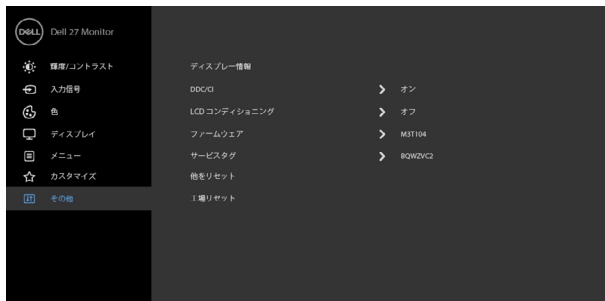 DELL Dell 27 Monitor
輝度/コントラスト
入力信号
色
ディスプレイ
メニュー
カスタマイズ
その他
ディスプレー情報
DDC/CI オン
LCD コンディショニング オフ
ファームウェア M3T104
サービスタグ BQWZVC2
他をリセット
工場リセット